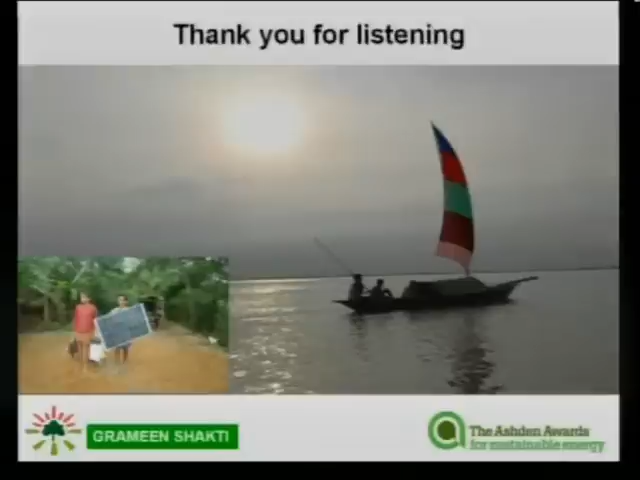 Thank you for listening
GRAMEEN SHAKTI
The Ashden Awards
for sustainable energy